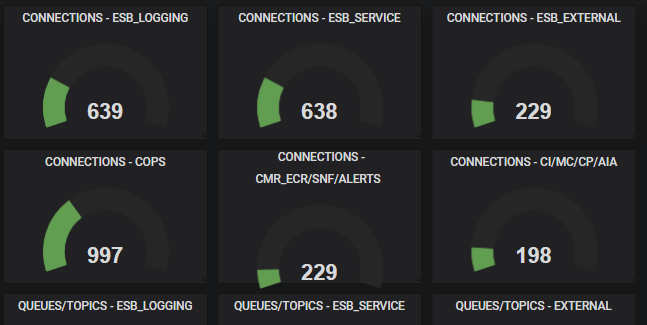 CONNECTIONS - ESB_LOGGING
CONNECTIONS - ESB_SERVICE
CONNECTIONS - ESB_EXTERNAL
639
638
229
CONNECTIONS - COPS
CONNECTIONS -
CMR_ECR/SNF/ALERTS
CONNECTIONS - CI/MC/CP/AIA
997
229
198
QUEUES/TOPICS - ESB_LOGGING
QUEUES/TOPICS - ESB_SERVICE
QUEUES/TOPICS - EXTERNAL